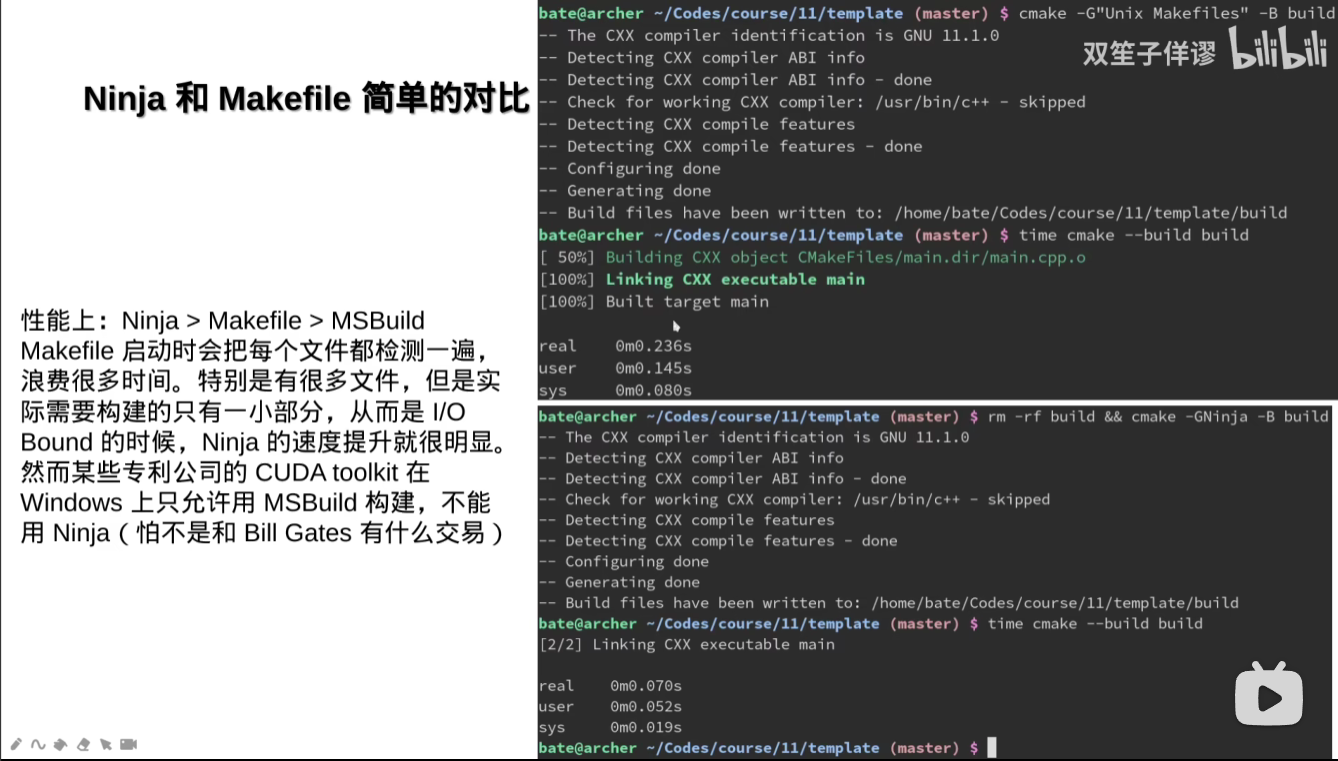 Ninja 和 Makefile 简单的对比
性能上：Ninja > Makefile > MSBuild
Makefile 启动时会把每个文件都检测一遍，
浪费很多时间。特别是有很多文件，但是实
际需要构建的只有一小部分，从而是 I/O
Bound 的时候，Ninja 的速度提升就很明显。
然而某些专利公司的 CUDA toolkit 在
Windows 上只允许用 MSBuild 构建，不能
用 Ninja（怕不是和 Bill Gates 有什么交易）
bate@archer ~/Codes/course/11/template (master) $ cmake -G"Unix Makefiles" -B build
-- The CXX compiler identification is GNU 11.1.0
-- Detecting CXX compiler ABI info
-- Detecting CXX compiler ABI info - done
-- Check for working CXX compiler: /usr/bin/c++ - skipped
-- Detecting CXX compile features
-- Detecting CXX compile features - done
-- Configuring done
-- Generating done
-- Build files have been written to: /home/bate/Codes/course/11/template/build
bate@archer ~/Codes/course/11/template (master) $ time cmake --build build
[ 50%] Building CXX object CMakeFiles/main.dir/main.cpp.o
[100%] Linking CXX executable main
[100%] Built target main
real 0m0.236s
user 0m0.145s
sys 0m0.080s
bate@archer ~/Codes/course/11/template (master) $ rm -rf build && cmake -GNinja -B build
-- The CXX compiler identification is GNU 11.1.0
-- Detecting CXX compiler ABI info
-- Detecting CXX compiler ABI info - done
-- Check for working CXX compiler: /usr/bin/c++ - skipped
-- Detecting CXX compile features
-- Detecting CXX compile features - done
-- Configuring done
-- Generating done
-- Build files have been written to: /home/bate/Codes/course/11/template/build
bate@archer ~/Codes/course/11/template (master) $ time cmake --build build
[2/2] Linking CXX executable main
real 0m0.070s
user 0m0.052s
sys 0m0.019s
bate@archer ~/Codes/course/11/template (master) $
双笙子佯谬 bilibili